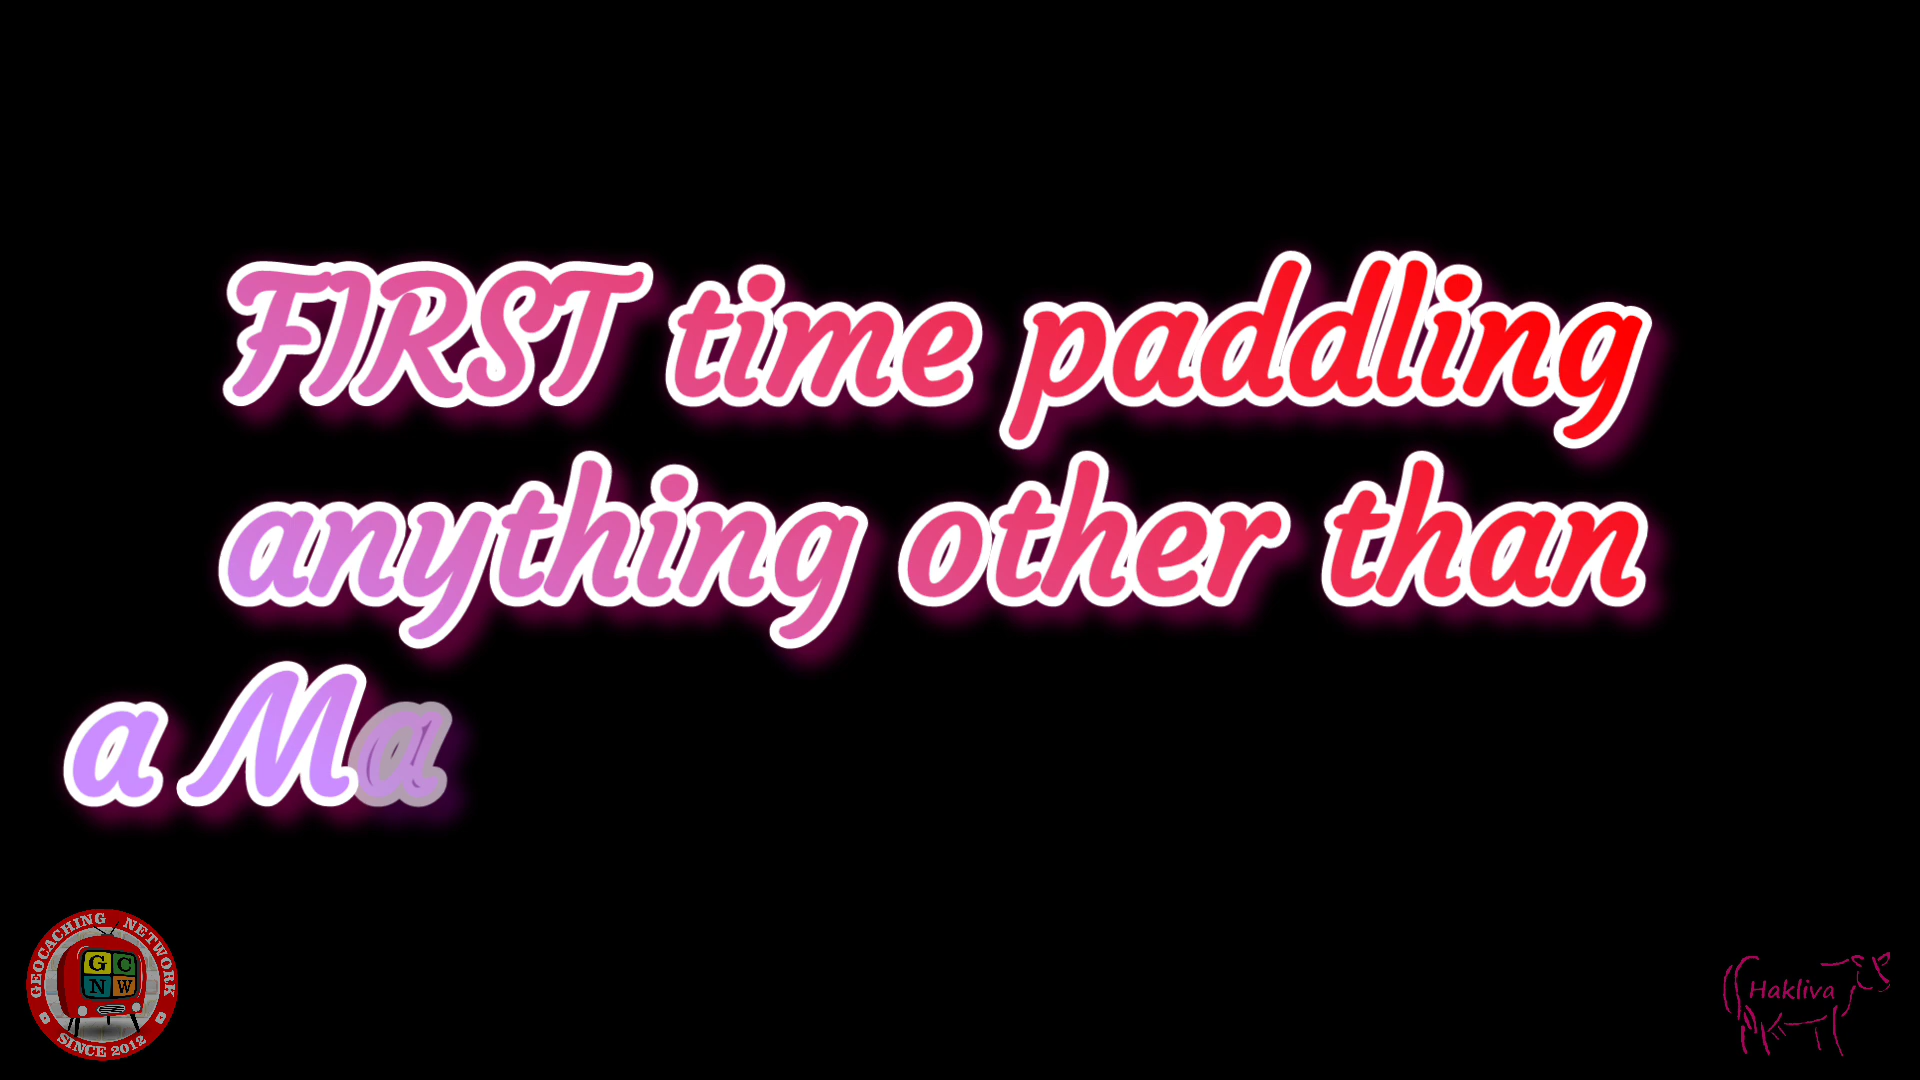 FIRST time paddling
anything other than
a Ma
GEOCACHING NETWORK
G C
N W
SINCE 2012
Hakliva